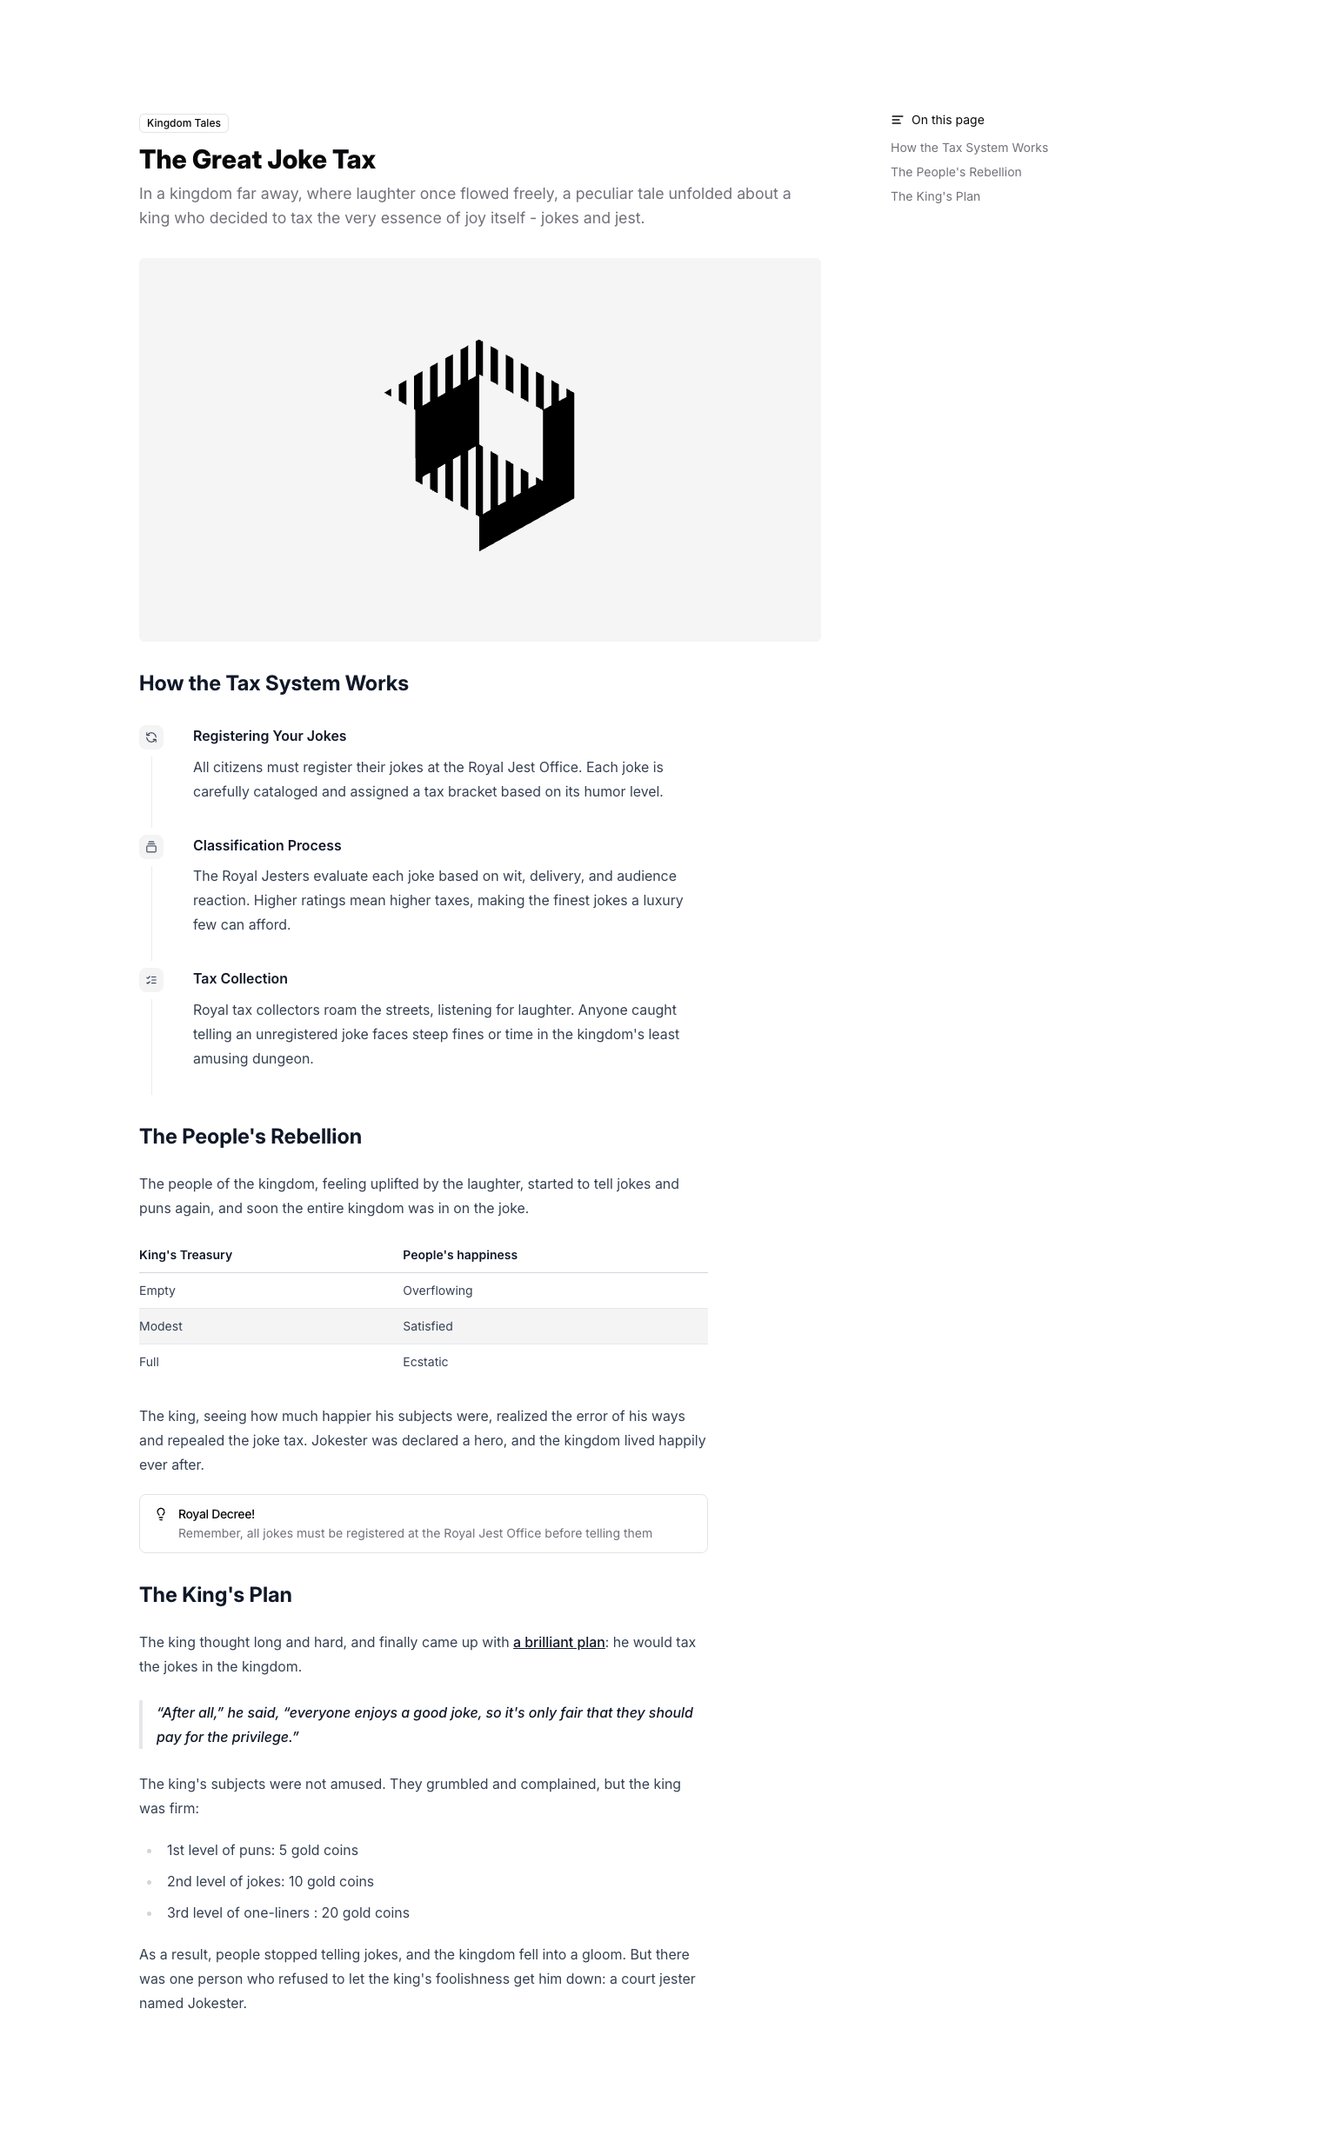 Kingdom Tales
The Great Joke Tax
In a kingdom far away, where laughter once flowed freely, a peculiar tale unfolded about a
king who decided to tax the very essence of joy itself - jokes and jest.
On this page
How the Tax System Works
The People's Rebellion
The King's Plan
How the Tax System Works
Registering Your Jokes
All citizens must register their jokes at the Royal Jest Office. Each joke is
carefully cataloged and assigned a tax bracket based on its humor level.
Classification Process
The Royal Jesters evaluate each joke based on wit, delivery, and audience
reaction. Higher ratings mean higher taxes, making the finest jokes a luxury
few can afford.
Tax Collection
Royal tax collectors roam the streets, listening for laughter. Anyone caught
telling an unregistered joke faces steep fines or time in the kingdom's least
amusing dungeon.
The People's Rebellion
The people of the kingdom, feeling uplifted by the laughter, started to tell jokes and
puns again, and soon the entire kingdom was in on the joke.
King's Treasury People's happiness
Empty Overflowing
Modest Satisfied
Full Ecstatic
The king, seeing how much happier his subjects were, realized the error of his ways
and repealed the joke tax. Jokester was declared a hero, and the kingdom lived happily
ever after.
Royal Decree!
Remember, all jokes must be registered at the Royal Jest Office before telling them
The King's Plan
The king thought long and hard, and finally came up with a brilliant plan: he would tax
the jokes in the kingdom.
“After all,” he said, “everyone enjoys a good joke, so it's only fair that they should
pay for the privilege.”
The king's subjects were not amused. They grumbled and complained, but the king
was firm:
1st level of puns: 5 gold coins
2nd level of jokes: 10 gold coins
3rd level of one-liners : 20 gold coins
As a result, people stopped telling jokes, and the kingdom fell into a gloom. But there
was one person who refused to let the king's foolishness get him down: a court jester
named Jokester.